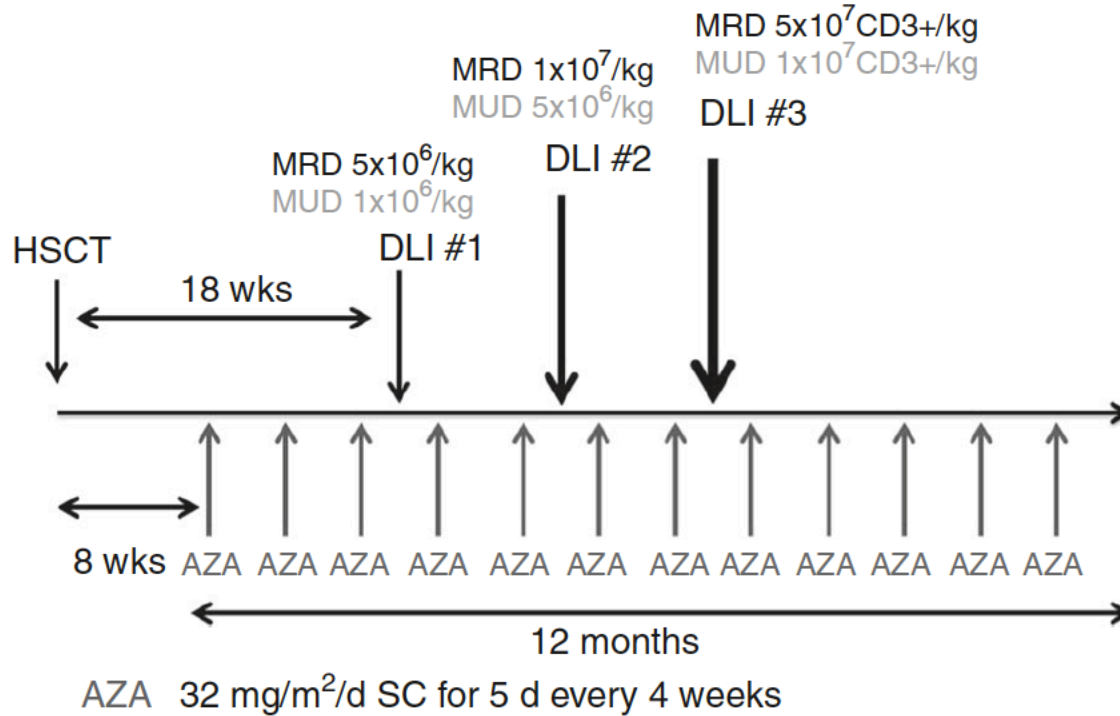 MRD 5x10⁷CD3+/kg
MUD 1x10⁷CD3+/kg
DLI #3
MRD 1x10⁷/kg
MUD 5x10⁶/kg
DLI #2
MRD 5x10⁶/kg
MUD 1x10⁶/kg
DLI #1
HSCT
18 wks
8 wks
AZA AZA AZA AZA AZA AZA AZA AZA AZA AZA AZA AZA
12 months
AZA 32 mg/m²/d SC for 5 d every 4 weeks